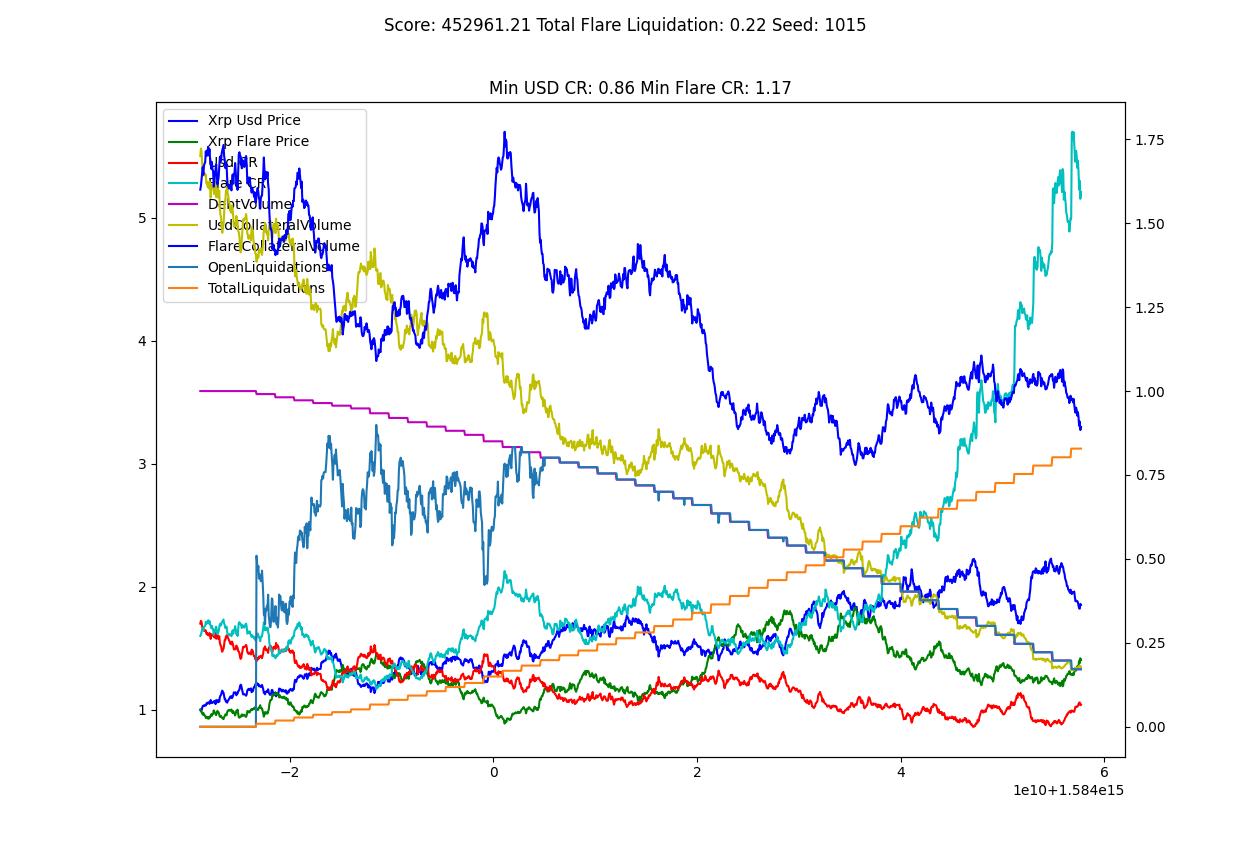 Score: 452961.21 Total Flare Liquidation: 0.22 Seed: 1015
Min USD CR: 0.86 Min Flare CR: 1.17
Xrp Usd Price
Xrp Flare Price
Usd CR
Flare CR
DebtVolume
UsdCollateralVolume
FlareCollateralVolume
OpenLiquidations
TotalLiquidations
5
4
3
2
1
1.75
1.50
1.25
1.00
0.75
0.50
0.25
0.00
−2
0
2
4
6
1e10+1.584e15